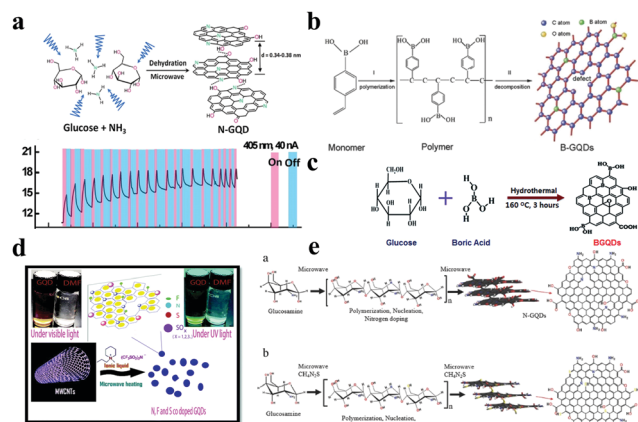 a
Dehydration
Microwave
d = 0.34-0.38 nm
Glucose + NH3
N-GQD
405 nm, 40 nA
On Off
21
18
15
12
b
C atom
B atom
O atom
I
polymerization
II
decomposition
defect
n
Monomer
Polymer
B-GQDs
c
Hydrothermal
160 ºC, 3 hours
Glucose
Boric Acid
BGQDs
d
GQD
DMF
GQD
DMF
F
N
S
Under visible light
Under UV light
Ionic liquid
Microwave heating
MWCNTs
N, F and S co doped GQDs
e
a
Microwave
Microwave
Glucosamine
Polymerization, Nucleation,
Nitrogen doping
n
N-GQDs
b
Microwave
CH4N2S
Microwave
CH4N2S
Glucosamine
Polymerization, Nucleation,
n